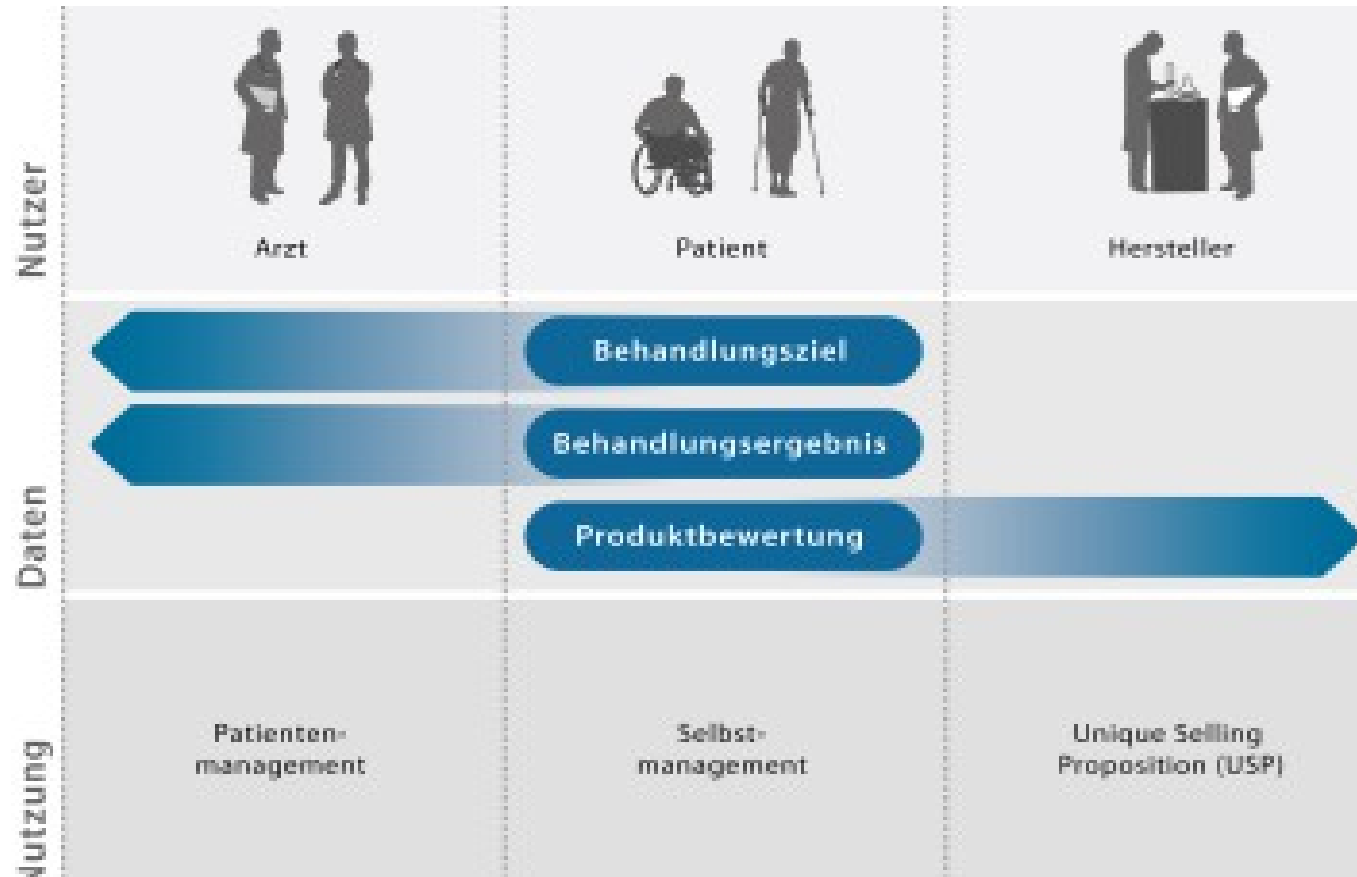 Nutzer
Arzt
Patient
Hersteller
Daten
Behandlungsziel
Behandlungsergebnis
Produktbewertung
Nutzung
Patienten-
management
Selbst-
management
Unique Selling
Proposition (USP)